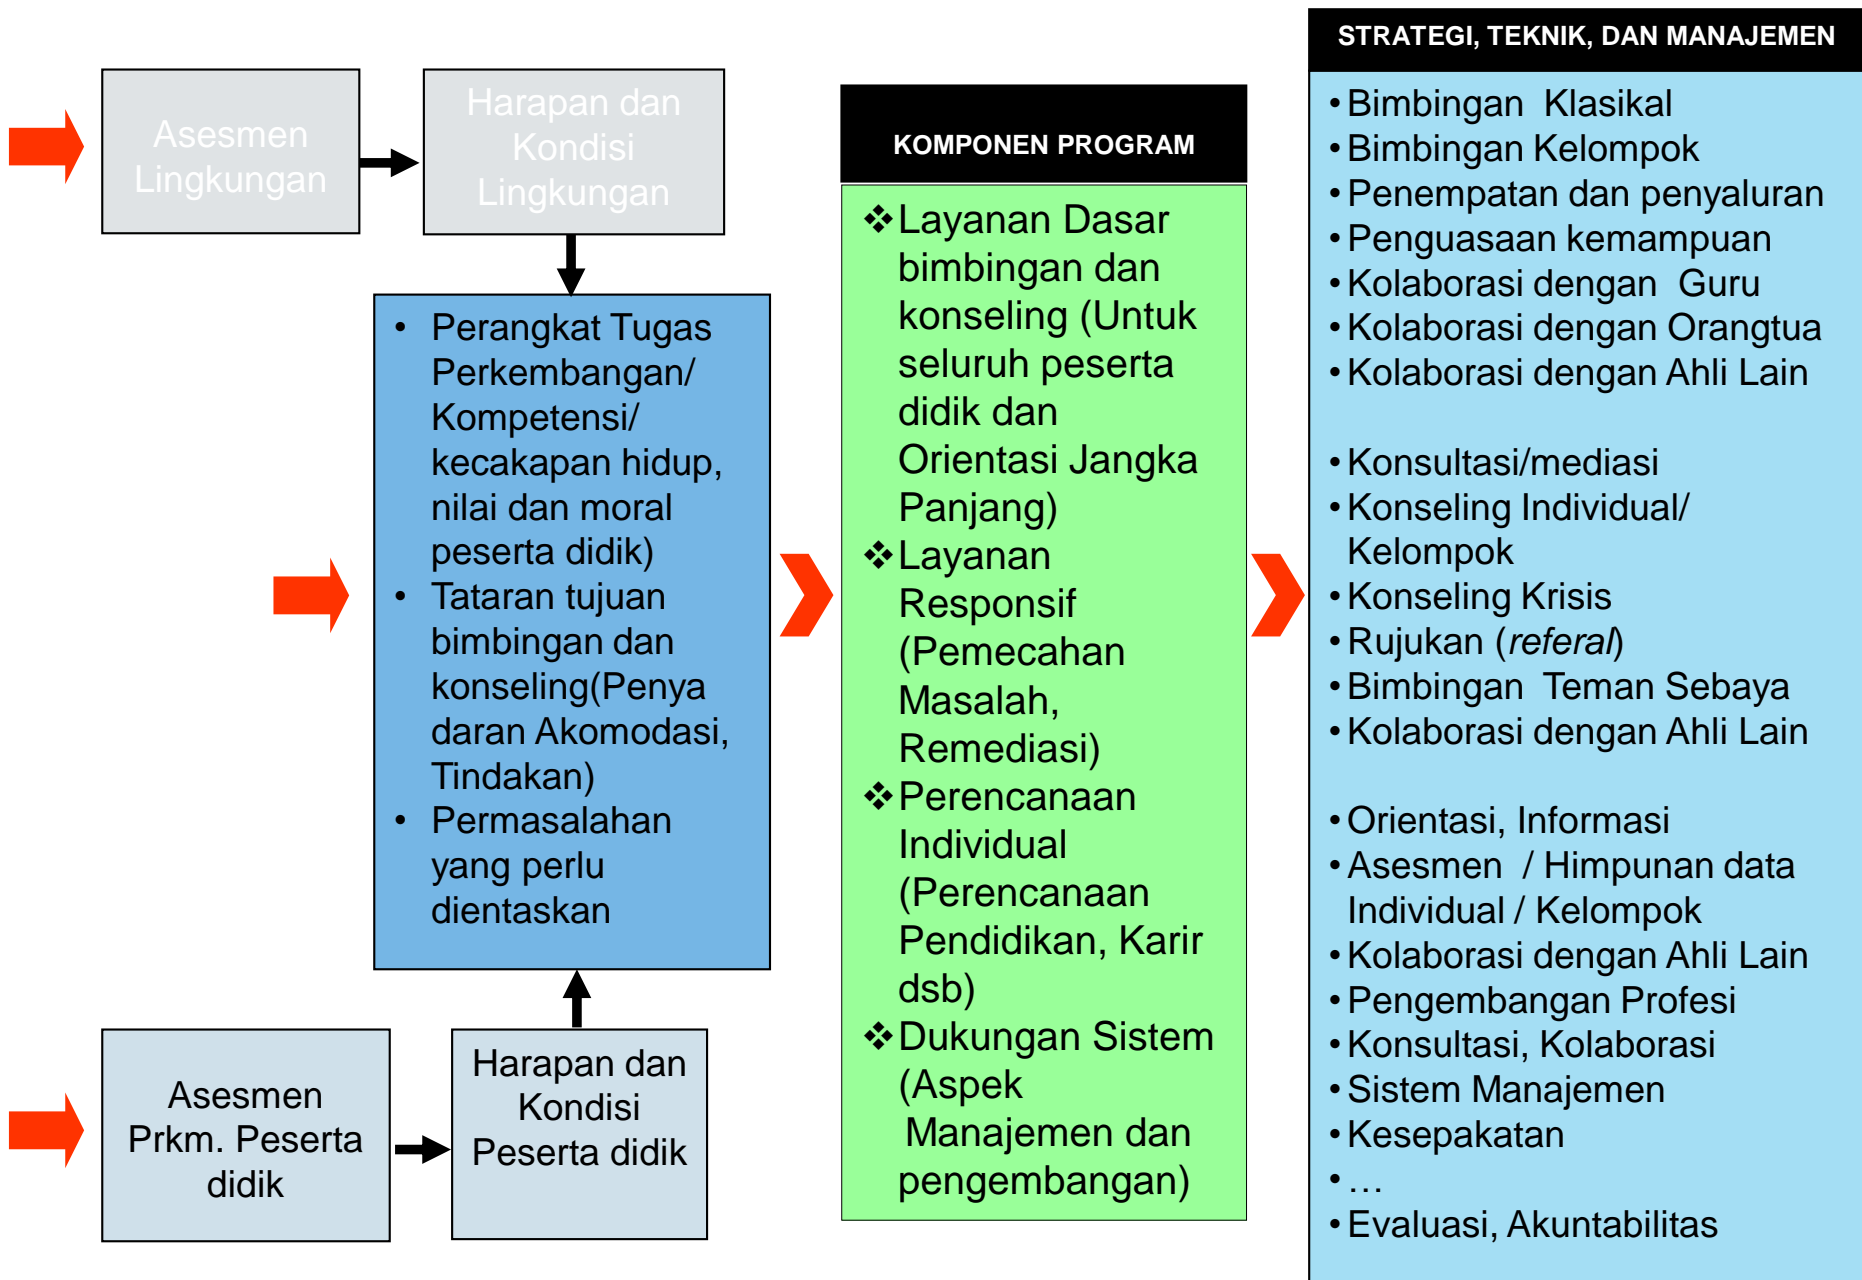 Asesmen
Lingkungan
Harapan dan
Kondisi
Lingkungan
• Perangkat Tugas
Perkembangan/
Kompetensi/
kecakapan hidup,
nilai dan moral
peserta didik)
• Tataran tujuan
bimbingan dan
konseling(Penya
daran Akomodasi,
Tindakan)
• Permasalahan
yang perlu
dientaskan
Asesmen
Prkm. Peserta
didik
Harapan dan
Kondisi
Peserta didik
KOMPONEN PROGRAM
❖Layanan Dasar
bimbingan dan
konseling (Untuk
seluruh peserta
didik dan
Orientasi Jangka
Panjang)
❖Layanan
Responsif
(Pemecahan
Masalah,
Remediasi)
❖Perencanaan
Individual
(Perencanaan
Pendidikan, Karir
dsb)
❖Dukungan Sistem
(Aspek
Manajemen dan
pengembangan)
STRATEGI, TEKNIK, DAN MANAJEMEN
• Bimbingan Klasikal
• Bimbingan Kelompok
• Penempatan dan penyaluran
• Penguasaan kemampuan
• Kolaborasi dengan Guru
• Kolaborasi dengan Orangtua
• Kolaborasi dengan Ahli Lain
• Konsultasi/mediasi
• Konseling Individual/
Kelompok
• Konseling Krisis
• Rujukan (referal)
• Bimbingan Teman Sebaya
• Kolaborasi dengan Ahli Lain
• Orientasi, Informasi
• Asesmen / Himpunan data
Individual / Kelompok
• Kolaborasi dengan Ahli Lain
• Pengembangan Profesi
• Konsultasi, Kolaborasi
• Sistem Manajemen
• Kesepakatan
• …
• Evaluasi, Akuntabilitas